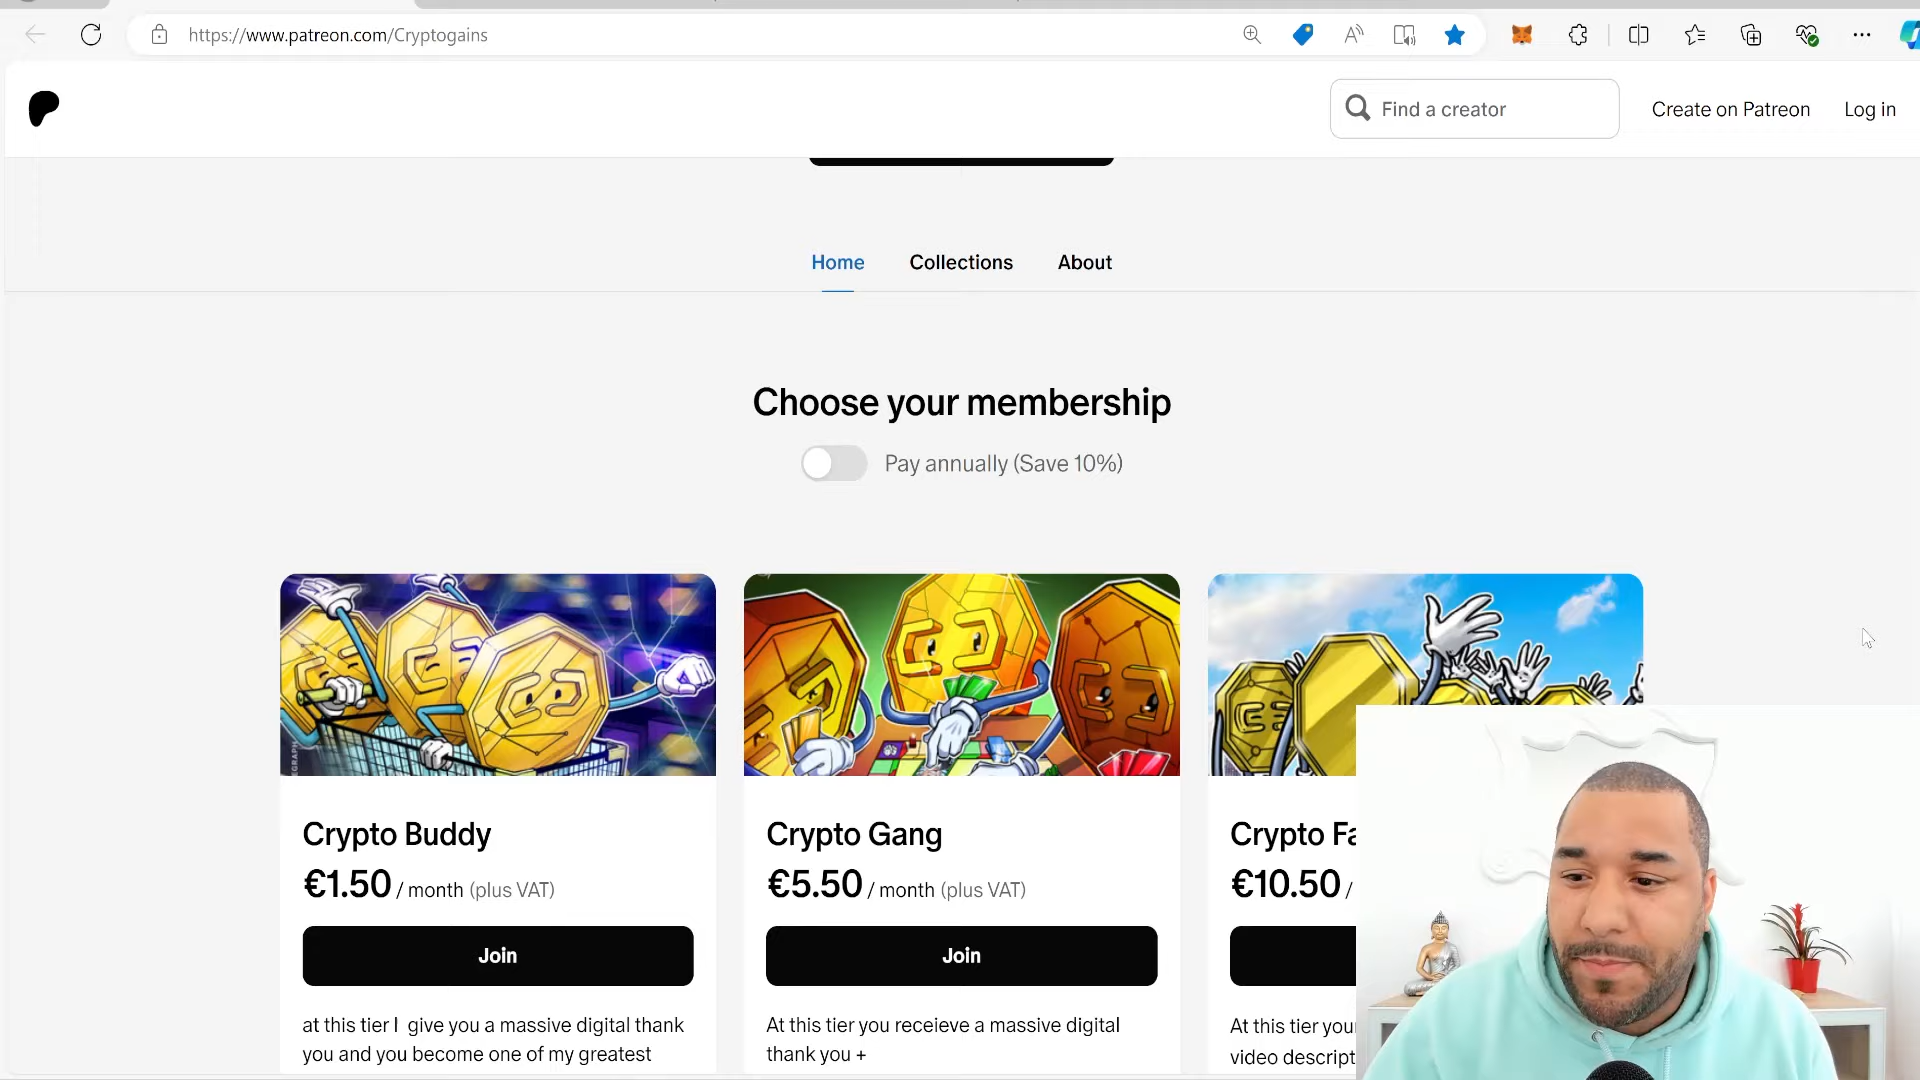 https://www.patreon.com/Cryptogains
Find a creator
Create on Patreon
Log in
Home
Collections
About
Choose your membership
Pay annually (Save 10%)
Crypto Buddy
€1.50 / month (plus VAT)
Join
at this tier I give you a massive digital thank
you and you become one of my greatest
Crypto Gang
€5.50 / month (plus VAT)
Join
At this tier you receieve a massive digital
thank you +
Crypto Fa
€10.50 /
At this tier your
video descript